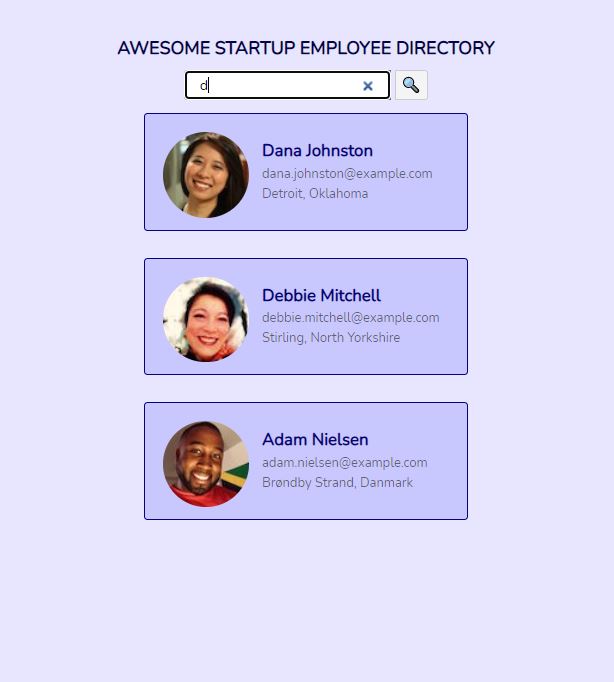 AWESOME STARTUP EMPLOYEE DIRECTORY
d
Dana Johnston
dana.johnston@example.com
Detroit, Oklahoma
Debbie Mitchell
debbie.mitchell@example.com
Stirling, North Yorkshire
Adam Nielsen
adam.nielsen@example.com
Brøndby Strand, Danmark